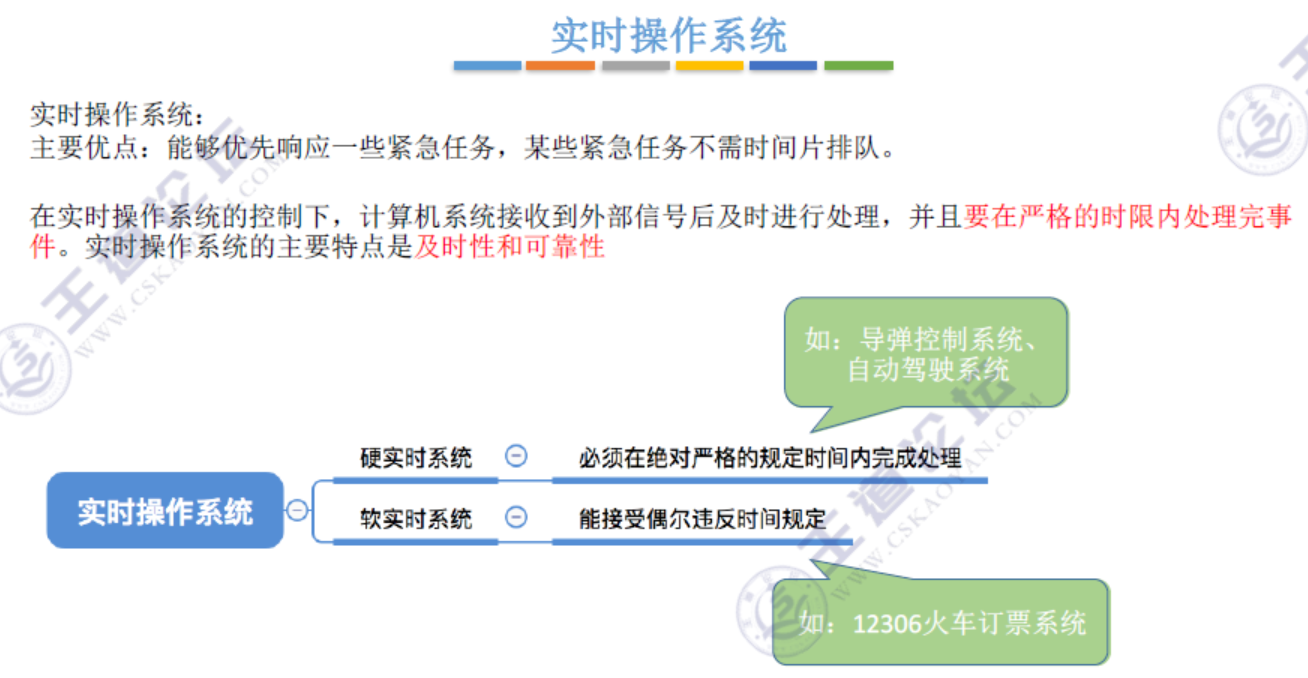 实时操作系统
实时操作系统：
主要优点：能够优先响应一些紧急任务，某些紧急任务不需时间片排队。
在实时操作系统的控制下，计算机系统接收到外部信号后及时进行处理，并且要在严格的时限内处理完事
件。实时操作系统的主要特点是及时性和可靠性
如：导弹控制系统、
自动驾驶系统
硬实时系统
必须在绝对严格的规定时间内完成处理
实时操作系统
软实时系统
能接受偶尔违反时间规定
如：12306火车订票系统
王道论坛
WWW.CSKAOYAN.COM
王道论坛
WWW.CSKAOYAN.COM